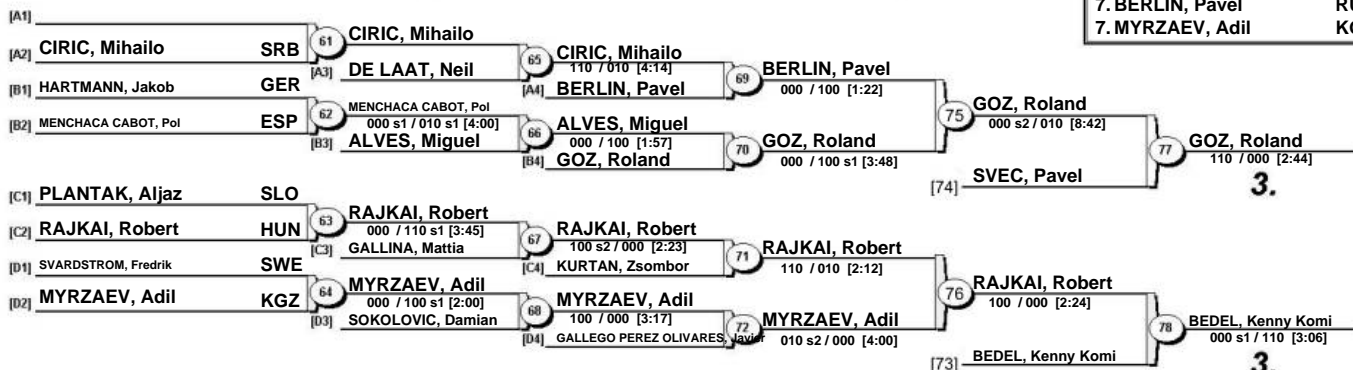 7. BERLIN, Pavel
7. MYRZAEV, Adil
[A1]
[A2] CIRIC, Mihailo SRB
61 CIRIC, Mihailo
[A3] DE LAAT, Neil
65 CIRIC, Mihailo
110 / 010 [4:14]
[A4] BERLIN, Pavel
69 BERLIN, Pavel
000 / 100 [1:22]
[B1] HARTMANN, Jakob GER
[B2] MENCHACA CABOT, Pol ESP
62 MENCHACA CABOT, Pol
000 s1 / 010 s1 [4:00]
[B3] ALVES, Miguel
66 ALVES, Miguel
000 / 100 [1:57]
[B4] GOZ, Roland
70 GOZ, Roland
000 / 100 s1 [3:48]
75 GOZ, Roland
000 s2 / 010 [8:42]
[74] SVEC, Pavel
77 GOZ, Roland
110 / 000 [2:44]
3.
[C1] PLANTAK, Aljaz SLO
[C2] RAJKAI, Robert HUN
63 RAJKAI, Robert
000 / 110 s1 [3:45]
[C3] GALLINA, Mattia
67 RAJKAI, Robert
100 s2 / 000 [2:23]
[C4] KURTAN, Zsombor
71 RAJKAI, Robert
110 / 010 [2:12]
[D1] SVARDSTROM, Fredrik SWE
[D2] MYRZAEV, Adil KGZ
64 MYRZAEV, Adil
000 / 100 s1 [2:00]
[D3] SOKOLOVIC, Damian
68 MYRZAEV, Adil
100 / 000 [3:17]
[D4] GALLEGO PEREZ OLIVARES, Javier
72 MYRZAEV, Adil
010 s2 / 000 [4:00]
76 RAJKAI, Robert
100 / 000 [2:24]
[73] BEDEL, Kenny Komi
78 BEDEL, Kenny Komi
000 s1 / 110 [3:06]
3.